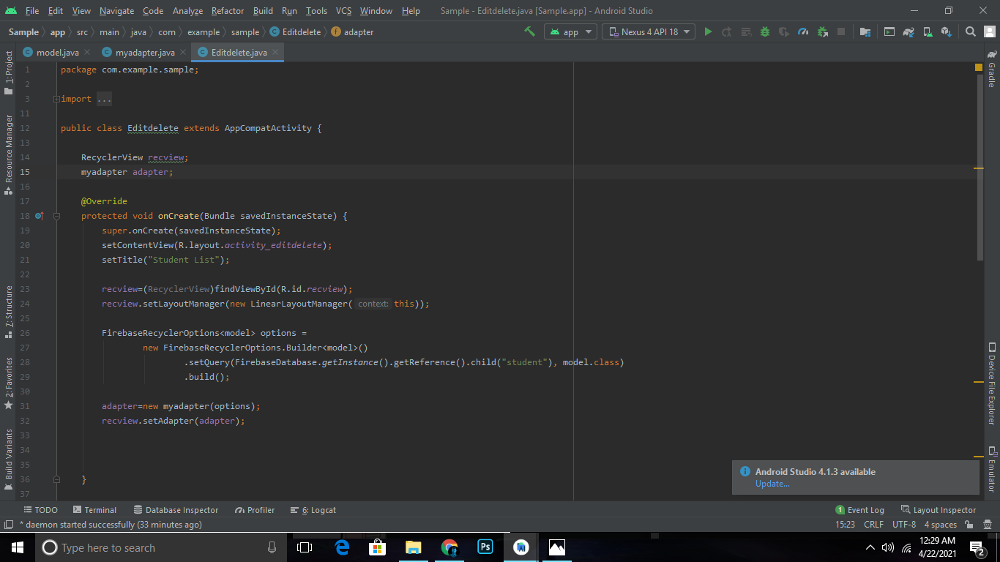 File Edit View Navigate Code Analyze Refactor Build Run Tools VCS Window Help Sample - Editdelete.java [Sample.app] - Android Studio
Sample app src main java com example sample Editdelete adapter app Nexus 4 API 18
model.java myadapter.java Editdelete.java
1: Project
Resource Manager
7: Structure
2: Favorites
Build Variants
1 package com.example.sample;
2
3 import ...
11
12 public class Editdelete extends AppCompatActivity {
13
14 RecyclerView recview;
15 myadapter adapter;
16
17 @Override
18 protected void onCreate(Bundle savedInstanceState) {
19 super.onCreate(savedInstanceState);
20 setContentView(R.layout.activity_editdelete);
21 setTitle("Student List");
22
23 recview=(RecyclerView)findViewById(R.id.recview);
24 recview.setLayoutManager(new LinearLayoutManager( context: this));
25
26 FirebaseRecyclerOptions<model> options =
27 new FirebaseRecyclerOptions.Builder<model>()
28 .setQuery(FirebaseDatabase.getInstance().getReference().child("student"), model.class)
29 .build();
30
31 adapter=new myadapter(options);
32 recview.setAdapter(adapter);
33
34
35
36 }
37
Gradle
Device File Explorer
Emulator
Android Studio 4.1.3 available
Update...
TODO Terminal Database Inspector Profiler 6: Logcat 1 Event Log Layout Inspector
* daemon started successfully (33 minutes ago) 15:23 CRLF UTF-8 4 spaces
Type here to search Ps 12:29 AM
4/22/2021 2